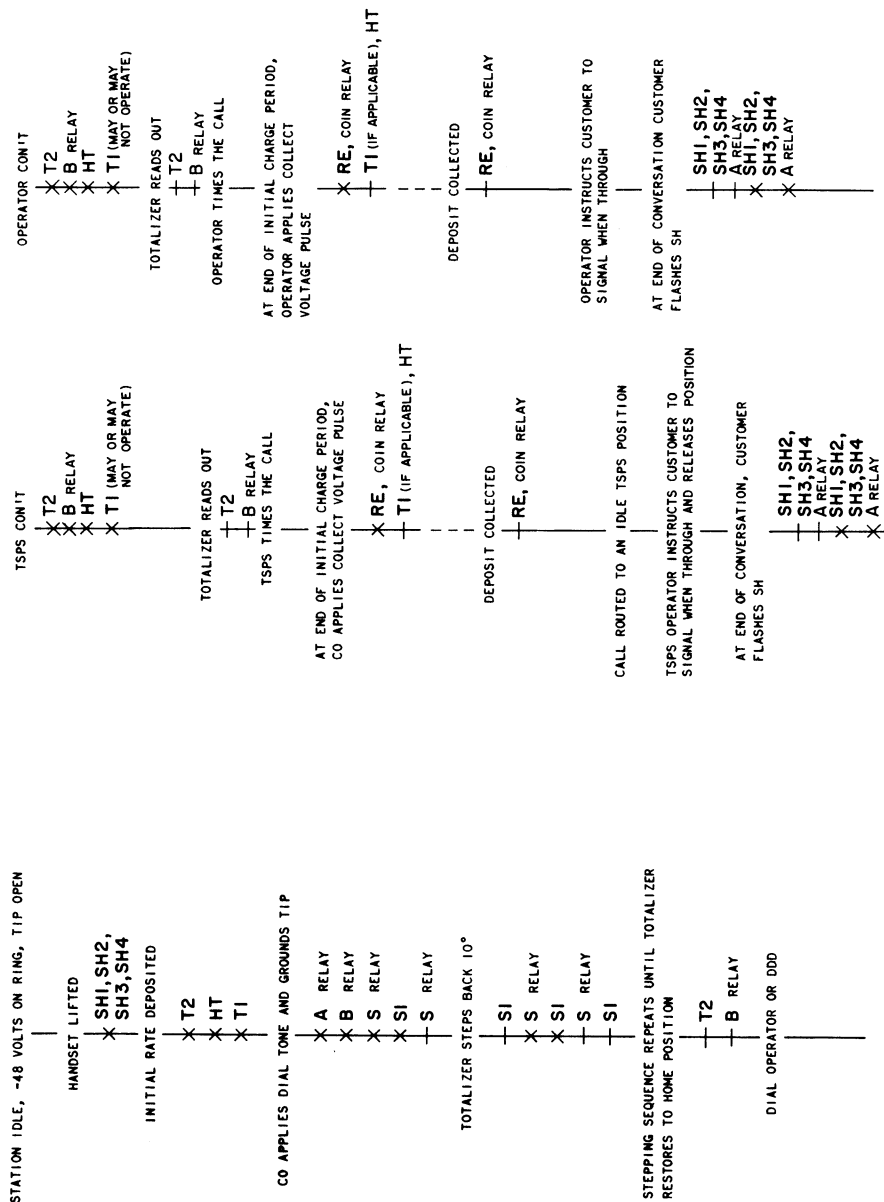 STATION IDLE, -48 VOLTS ON RING, TIP OPEN
HANDSET LIFTED
SH1, SH2,
SH3, SH4
INITIAL RATE DEPOSITED
T2
HT
T1
CO APPLIES DIAL TONE AND GROUNDS TIP
A RELAY
B RELAY
S RELAY
S1
S RELAY
TOTALIZER STEPS BACK 10°
S1
S RELAY
S1
S RELAY
S1
STEPPING SEQUENCE REPEATS UNTIL TOTALIZER
RESTORES TO HOME POSITION
T2
B RELAY
DIAL OPERATOR OR DDD
TSPS CON'T
T2
B RELAY
HT
T1 (MAY OR MAY
NOT OPERATE)
TOTALIZER READS OUT
T2
B RELAY
TSPS TIMES THE CALL
AT END OF INITIAL CHARGE PERIOD,
CO APPLIES COLLECT VOLTAGE PULSE
RE, COIN RELAY
T1 (IF APPLICABLE), HT
DEPOSIT COLLECTED
RE, COIN RELAY
CALL ROUTED TO AN IDLE TSPS POSITION
TSPS OPERATOR INSTRUCTS CUSTOMER TO
SIGNAL WHEN THROUGH AND RELEASES POSITION
AT END OF CONVERSATION, CUSTOMER
FLASHES SH
SH1, SH2,
SH3, SH4
A RELAY
SH1, SH2,
SH3, SH4
A RELAY
OPERATOR CON'T
T2
B RELAY
HT
T1 (MAY OR MAY
NOT OPERATE)
TOTALIZER READS OUT
T2
B RELAY
OPERATOR TIMES THE CALL
AT END OF INITIAL CHARGE PERIOD,
OPERATOR APPLIES COLLECT
VOLTAGE PULSE
RE, COIN RELAY
T1 (IF APPLICABLE), HT
DEPOSIT COLLECTED
RE, COIN RELAY
OPERATOR INSTRUCTS CUSTOMER TO
SIGNAL WHEN THROUGH
AT END OF CONVERSATION CUSTOMER
FLASHES SH
SH1, SH2,
SH3, SH4
A RELAY
SH1, SH2,
SH3, SH4
A RELAY